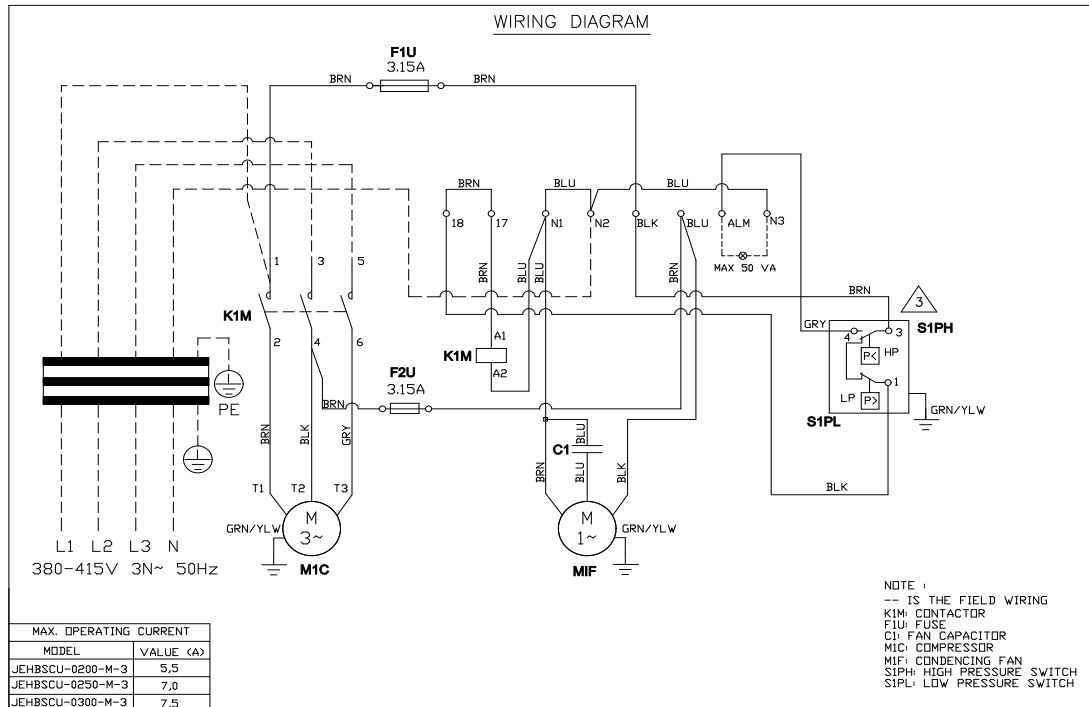 WIRING DIAGRAM
F1U
3.15A
BRN
BRN
BRN
BLU
BLU
18
17
N1
N2
BLK
BLU
ALM
N3
MAX 50 VA
1
3
5
BRN
BLU
BLU
BRN
3
K1M
GRY
4
3
S1PH
P<
HP
2
4
6
A1
K1M
A2
F2U
3.15A
BRN
1
LP
P>
PE
GRN/YLW
S1PL
BRN
BLK
GRY
BLU
C1
BRN
BLU
BLK
BLK
T1
T2
T3
GRN/YLW
M
3~
M
1~
GRN/YLW
L1 L2 L3 N
380-415V 3N~ 50Hz
M1C
MIF
NOTE :
-- IS THE FIELD WIRING
K1M: CONTACTOR
F1U: FUSE
C1: FAN CAPACITOR
M1C: COMPRESSOR
M1F: CONDENCING FAN
S1PH: HIGH PRESSURE SWITCH
S1PL: LOW PRESSURE SWITCH
MAX. OPERATING CURRENT
MODEL VALUE (A)
JEHBSCU-0200-M-3 5,5
JEHBSCU-0250-M-3 7,0
JEHBSCU-0300-M-3 7,5